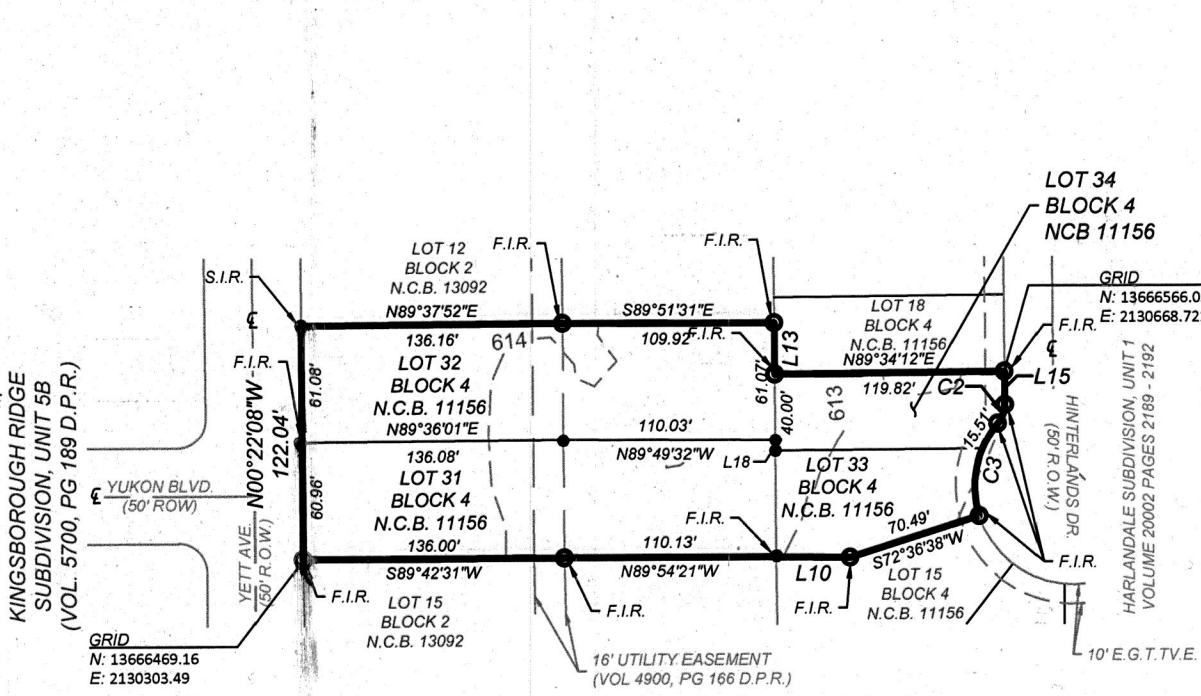 LOT 34
BLOCK 4
NCB 11156
LOT 12
BLOCK 2
N.C.B. 13092
F.I.R.
F.I.R.
S.I.R.
GRID
N: 13666566.0
E: 2130668.72
N89°37'52"E
136.16'
S89°51'31"E
109.92'
F.I.R.
L13
LOT 18
BLOCK 4
N.C.B. 11156
N89°34'12"E
119.82'
F.I.R.
℄
L15
C2
℄
F.I.R.
61.08'
614
LOT 32
BLOCK 4
N.C.B. 11156
N89°36'01"E
136.08'
61.07'
40.00'
613
15.51'
C3
110.03'
N89°49'32"W
L18
KINGSBOROUGH RIDGE
SUBDIVISION, UNIT 5B
(VOL. 5700, PG 189 D.P.R.)
N00°22'08"W
122.04'
℄ YUKON BLVD.
(50' ROW)
YETT AVE.
(50' R.O.W.)
60.96'
LOT 31
BLOCK 4
N.C.B. 11156
136.00'
S89°42'31"W
LOT 33
BLOCK 4
N.C.B. 11156
F.I.R.
110.13'
N89°54'21"W
L10
70.49'
S72°36'38"W
HINTERLANDS DR.
(50' R.O.W.)
HARLANDALE SUBDIVISION, UNIT 1
VOLUME 20002 PAGES 2189 - 2192
F.I.R.
LOT 15
BLOCK 2
N.C.B. 13092
F.I.R.
F.I.R.
LOT 15
BLOCK 4
N.C.B. 11156
F.I.R.
GRID
N: 13666469.16
E: 2130303.49
16' UTILITY EASEMENT
(VOL 4900, PG 166 D.P.R.)
10' E.G.T.TV.E.